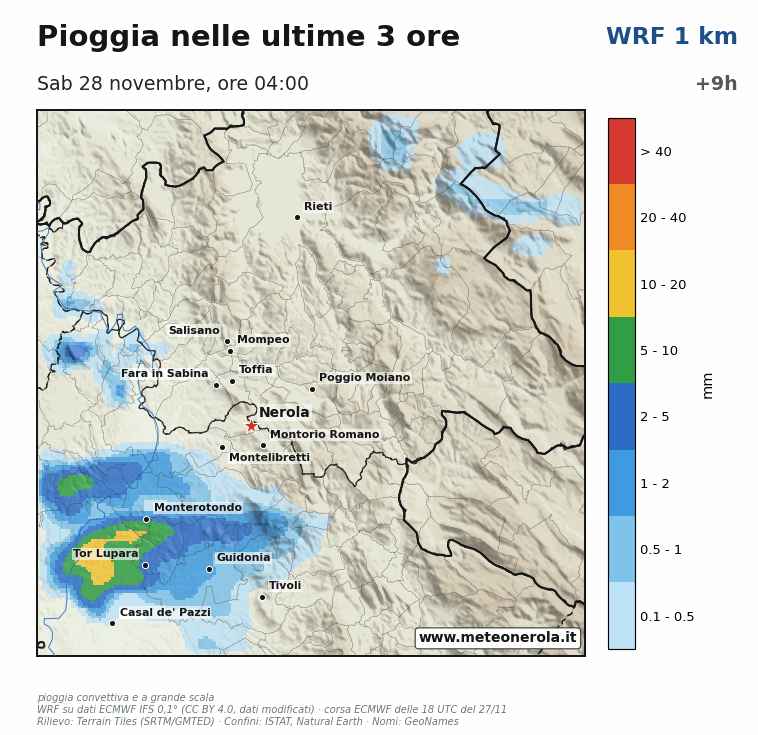 Pioggia nelle ultime 3 ore
WRF 1 km
Sab 28 novembre, ore 04:00
+9h
Rieti
Salisano
Mompeo
Toffia
Fara in Sabina
Poggio Moiano
Nerola
Montorio Romano
Montelibretti
Monterotondo
Tor Lupara
Guidonia
Tivoli
Casal de' Pazzi
www.meteonerola.it
> 40
20 - 40
10 - 20
5 - 10
2 - 5
1 - 2
0.5 - 1
0.1 - 0.5
mm
pioggia convettiva e a grande scala
WRF su dati ECMWF IFS 0,1° (CC BY 4.0, dati modificati) · corsa ECMWF delle 18 UTC del 27/11
Rilievo: Terrain Tiles (SRTM/GMTED) · Confini: ISTAT, Natural Earth · Nomi: GeoNames